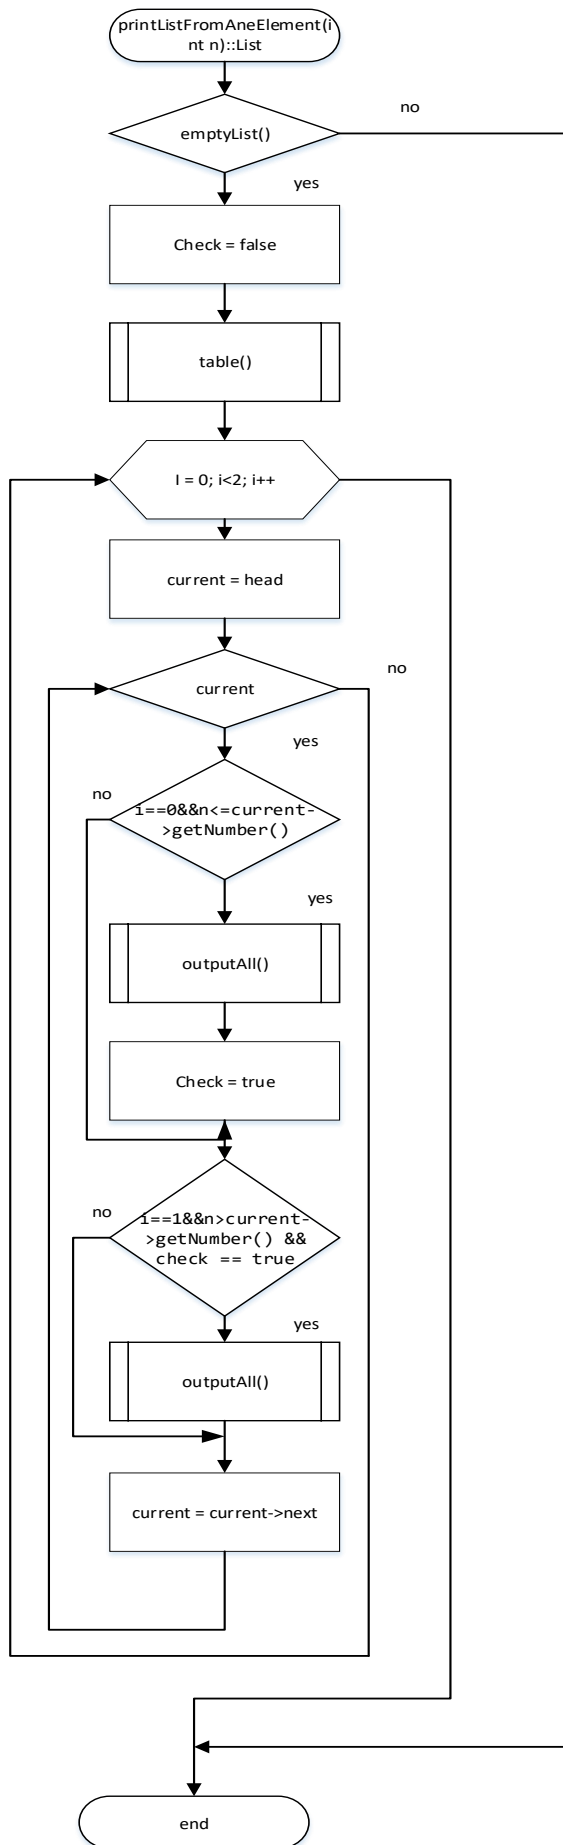 printListFromAneElement(i
nt n)::List
no
emptyList()
yes
Check = false
table()
I = 0; i<2; i++
current = head
no
current
yes
no
i==0&&n<=current-
>getNumber()
yes
outputAll()
Check = true
no
i==1&&n>current-
>getNumber() &&
check == true
yes
outputAll()
current = current->next
end